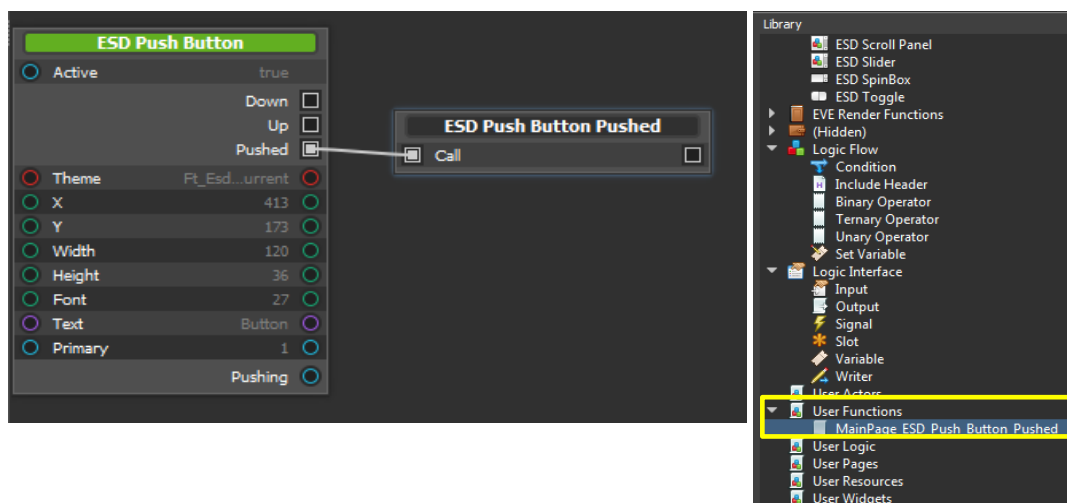 ESD Push Button
Active true
Down
Up
Pushed
Theme Ft_Esd...urrent
X 413
Y 173
Width 120
Height 36
Font 27
Text Button
Primary 1
Pushing
ESD Push Button Pushed
Call
Library
ESD Scroll Panel
ESD Slider
ESD SpinBox
ESD Toggle
EVE Render Functions
(Hidden)
Logic Flow
Condition
Include Header
Binary Operator
Ternary Operator
Unary Operator
Set Variable
Logic Interface
Input
Output
Signal
Slot
Variable
Writer
User Actors
User Functions
MainPage_ESD_Push_Button_Pushed
User Logic
User Pages
User Resources
User Widgets